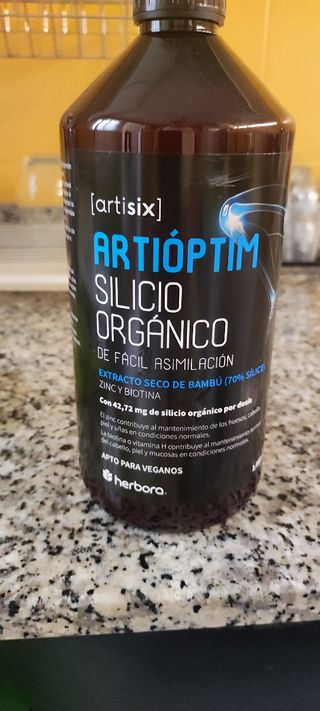 [artisix]
ARTIÓPTIM
SILICIO
ORGÁNICO
DE FÁCIL ASIMILACIÓN
EXTRACTO SECO DE BAMBÚ (70% SÍLICE)
ZINC Y BIOTINA
Con 42,72 mg de silicio orgánico por dosis
El zinc contribuye al mantenimiento de los huesos, cabello,
piel y uñas en condiciones normales.
La biotina o vitamina H contribuye al mantenimiento normal
del cabello, piel y mucosas en condiciones normales.
APTO PARA VEGANOS
herbora